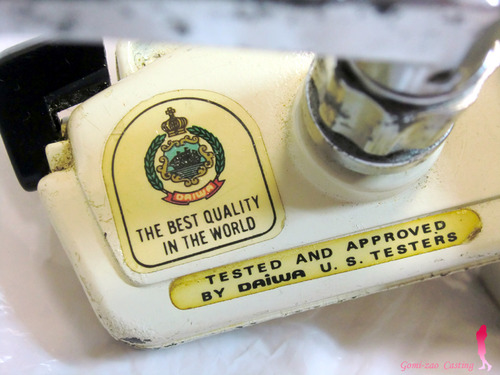 DAIWA
THE BEST QUALITY
IN THE WORLD
TESTED AND APPROVED
BY DAIWA U. S. TESTERS
Gomi-zao Casting